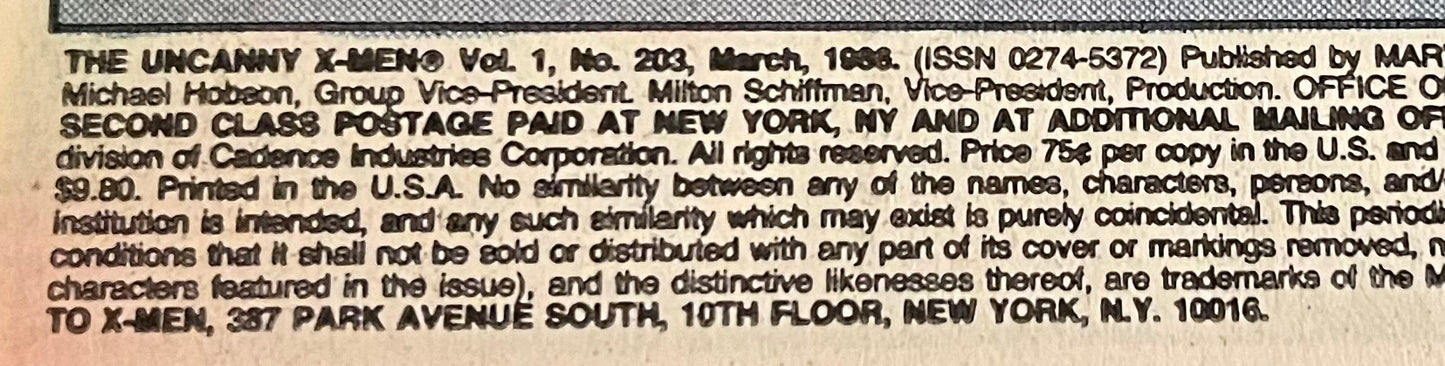 THE UNCANNY X-MEN® Vol. 1, No. 203, March, 1986. (ISSN 0274-5372) Published by MAR
Michael Hobson, Group Vice-President. Milton Schiffman, Vice-President, Production. OFFICE O
SECOND CLASS POSTAGE PAID AT NEW YORK, NY AND AT ADDITIONAL MAILING OF
division of Cadence Industries Corporation. All rights reserved. Price 75¢ per copy in the U.S. and
$9.80. Printed in the U.S.A. No similarity between any of the names, characters, persons, and/
institution is intended, and any such similarity which may exist is purely coincidental. This periodi
conditions that it shall not be sold or distributed with any part of its cover or markings removed, n
characters featured in the issue), and the distinctive likenesses thereof, are trademarks of the M
TO X-MEN, 387 PARK AVENUE SOUTH, 10TH FLOOR, NEW YORK, N.Y. 10016.